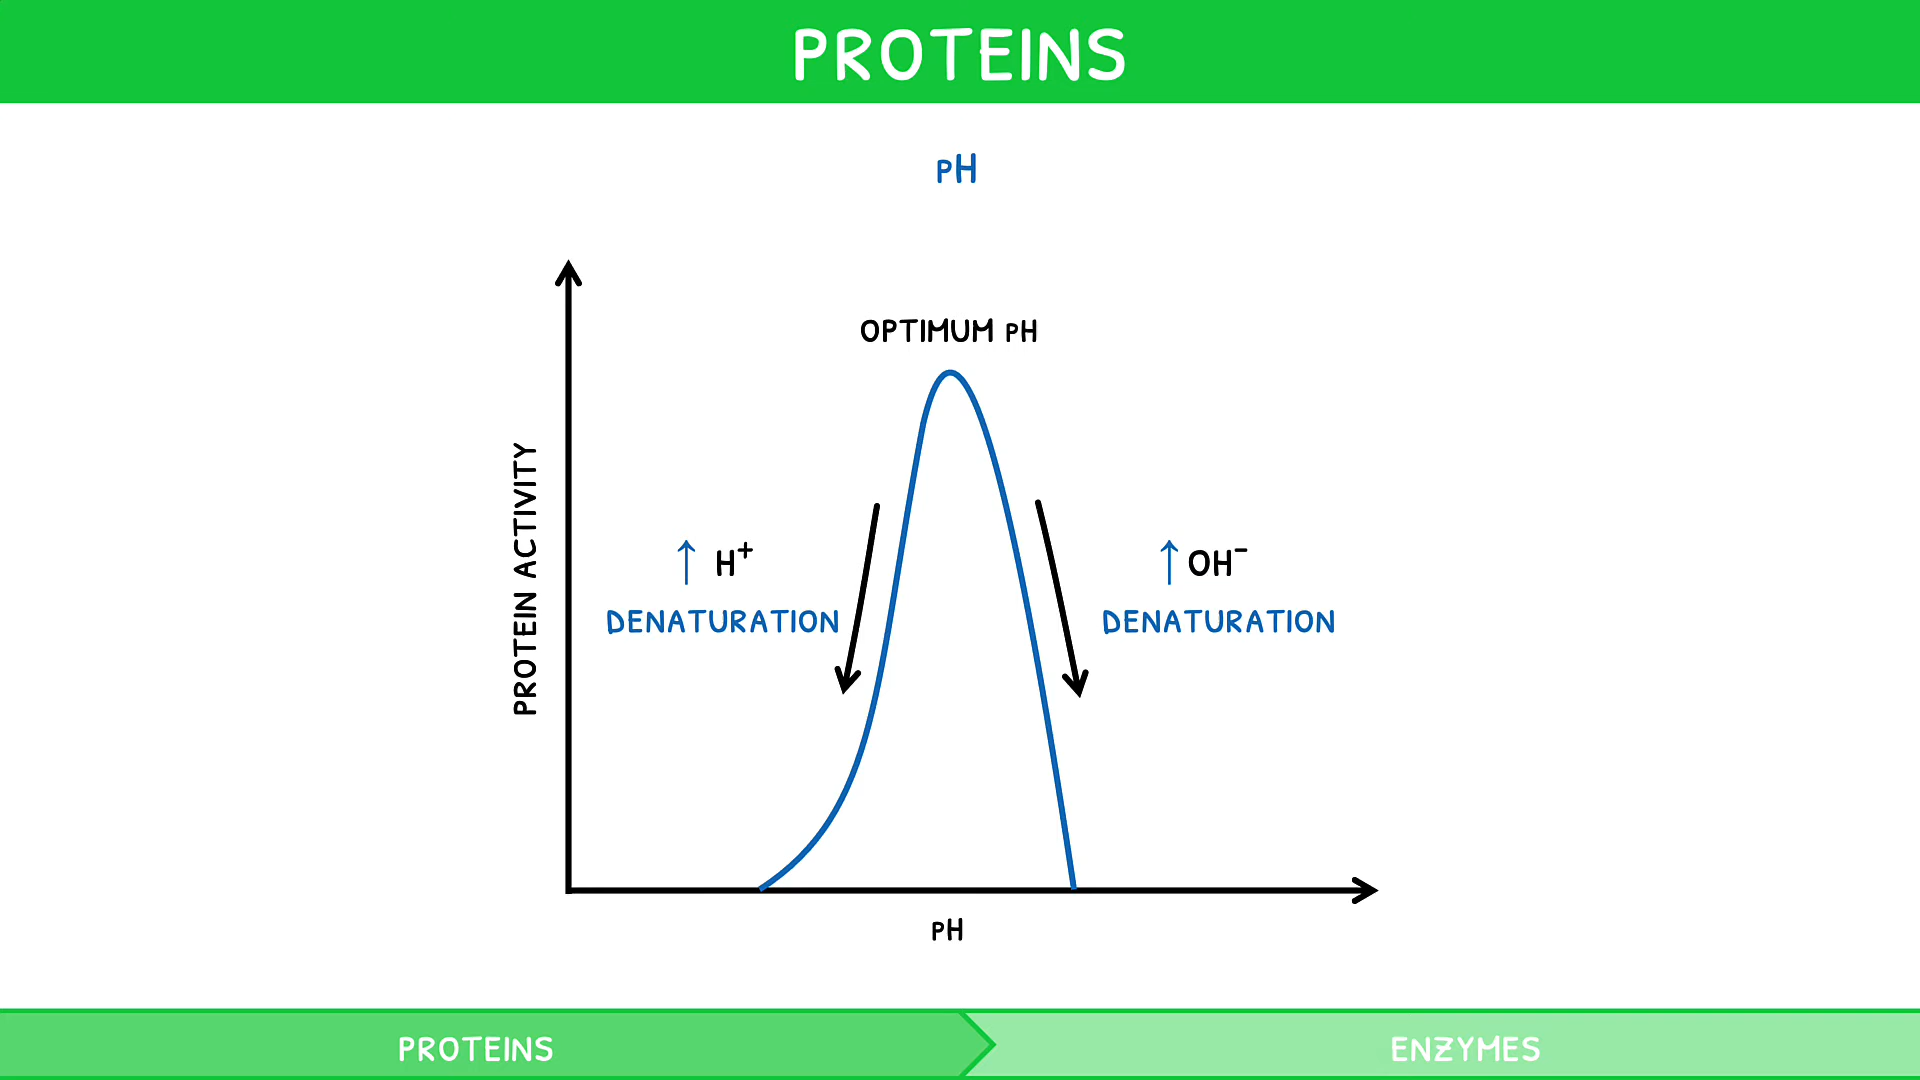 PROTEINS
pH
OPTIMUM pH
PROTEIN ACTIVITY
↑ H⁺
DENATURATION
↑ OH⁻
DENATURATION
pH
PROTEINS
ENZYMES